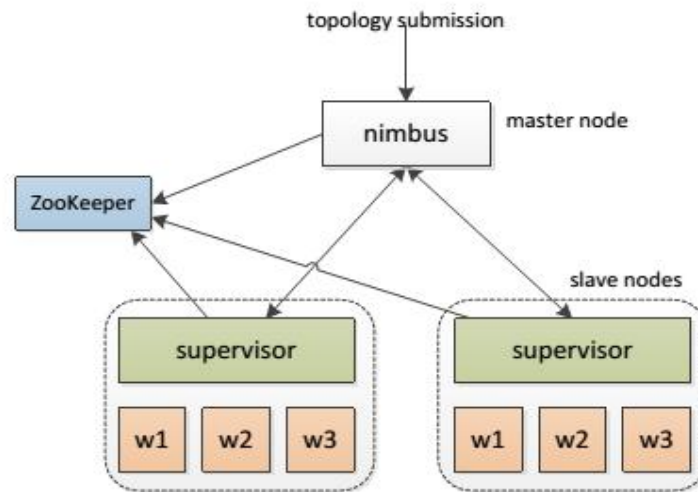 topology submission
nimbus
master node
ZooKeeper
slave nodes
supervisor
supervisor
w1 w2 w3
w1 w2 w3